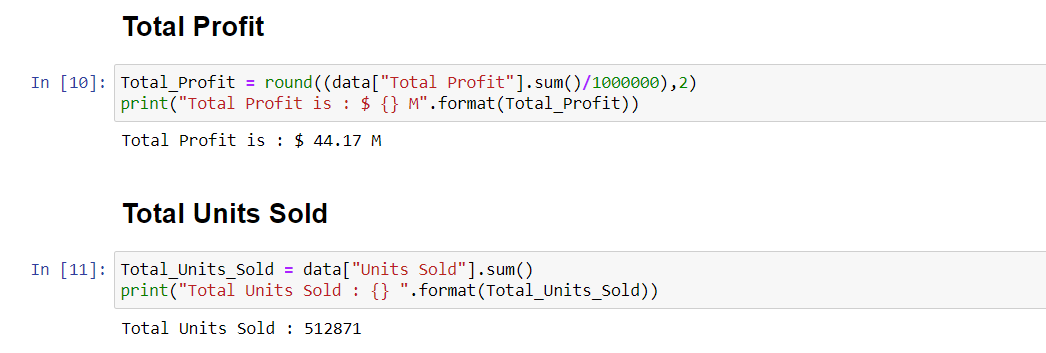 Total Profit
In [10]: Total_Profit = round((data["Total Profit"].sum()/1000000),2)
print("Total Profit is : $ {} M".format(Total_Profit))
Total Profit is : $ 44.17 M
Total Units Sold
In [11]: Total_Units_Sold = data["Units Sold"].sum()
print("Total Units Sold : {} ".format(Total_Units_Sold))
Total Units Sold : 512871